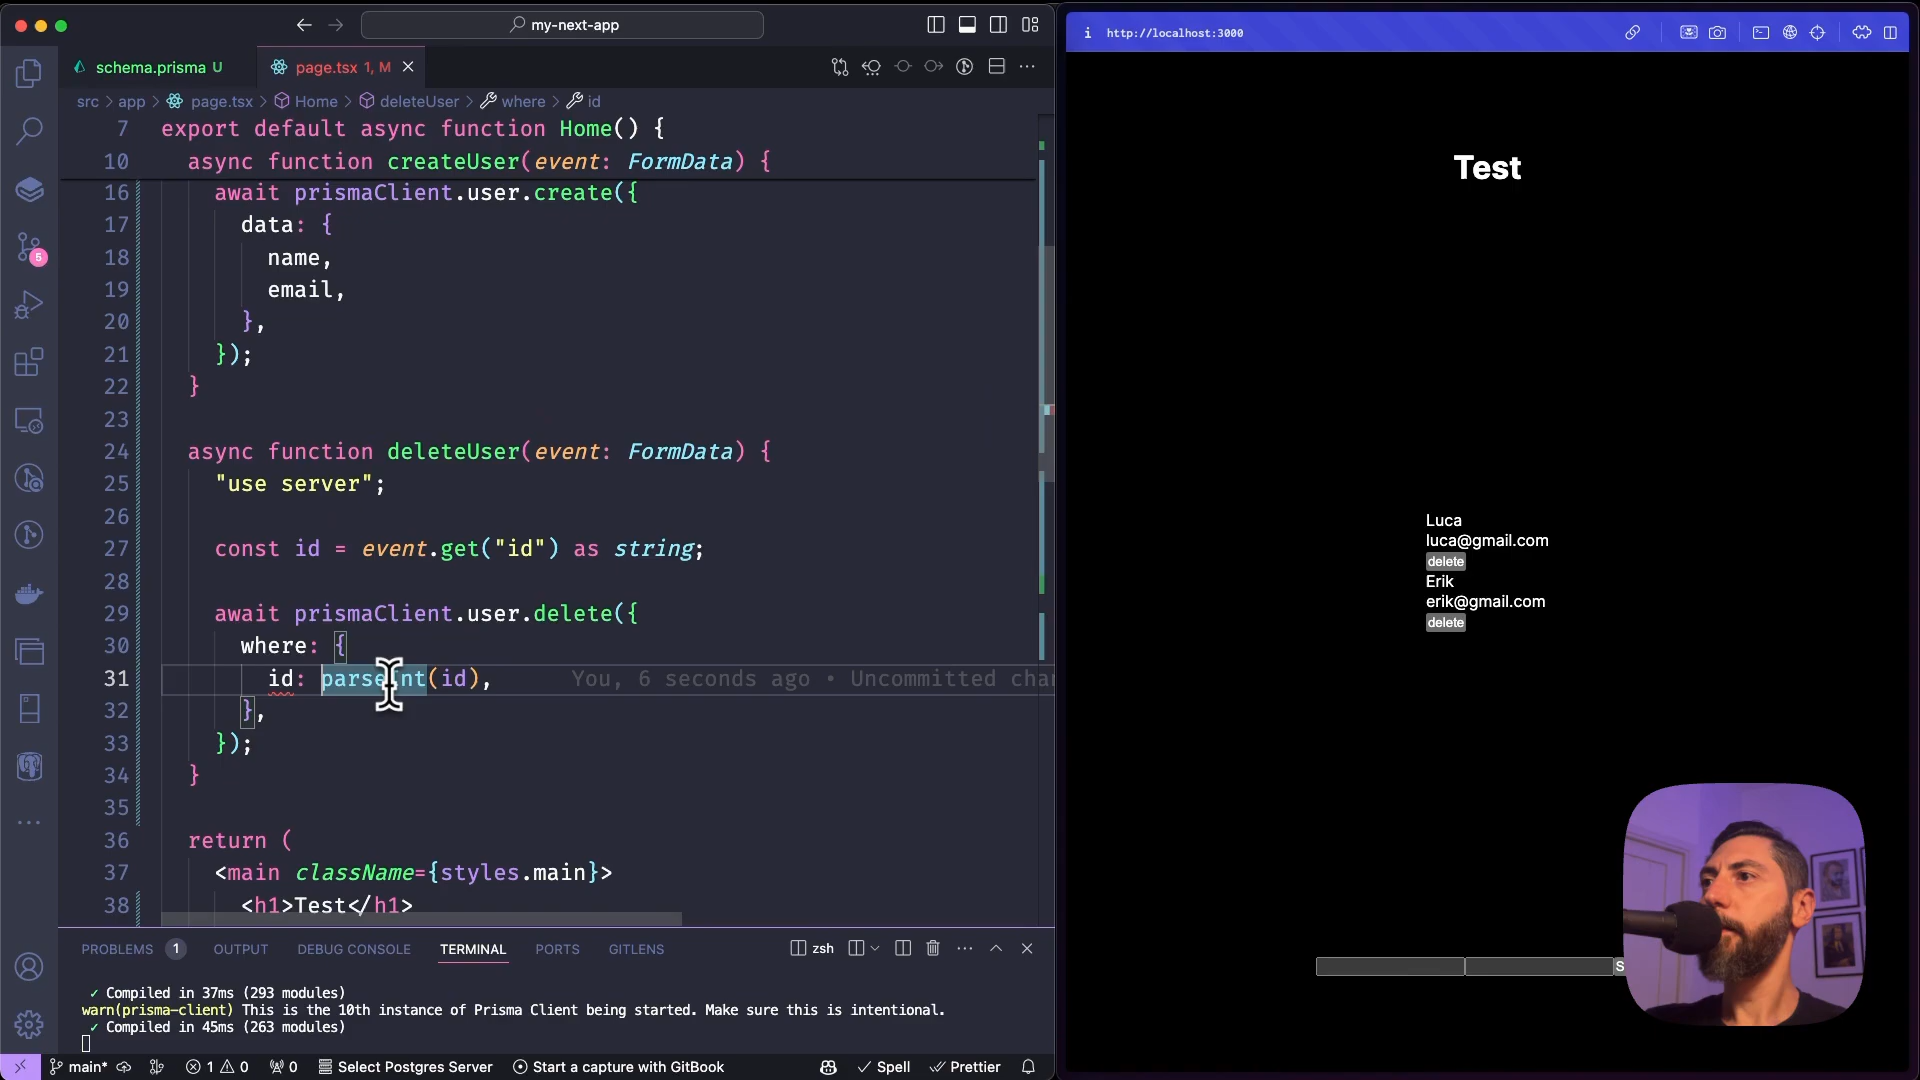 my-next-app
schema.prisma U
page.tsx 1, M
src > app > page.tsx > Home > deleteUser > where > id
7 export default async function Home() {
10 async function createUser(event: FormData) {
16 await prismaClient.user.create({
17 data: {
18 name,
19 email,
20 },
21 });
22 }
23
24 async function deleteUser(event: FormData) {
25 "use server";
26
27 const id = event.get("id") as string;
28
29 await prismaClient.user.delete({
30 where: {
31 id: parseInt(id), You, 6 seconds ago • Uncommitted cha
32 },
33 });
34 }
35
36 return (
37 <main className={styles.main}>
38 <h1>Test</h1>
5
PROBLEMS 1 OUTPUT DEBUG CONSOLE TERMINAL PORTS GITLENS zsh
✓ Compiled in 37ms (293 modules)
warn(prisma-client) This is the 10th instance of Prisma Client being started. Make sure this is intentional.
✓ Compiled in 45ms (263 modules)
main* 1 0 0 Select Postgres Server Start a capture with GitBook Spell Prettier
http://localhost:3000
Test
Luca
luca@gmail.com
delete
Erik
erik@gmail.com
delete
S